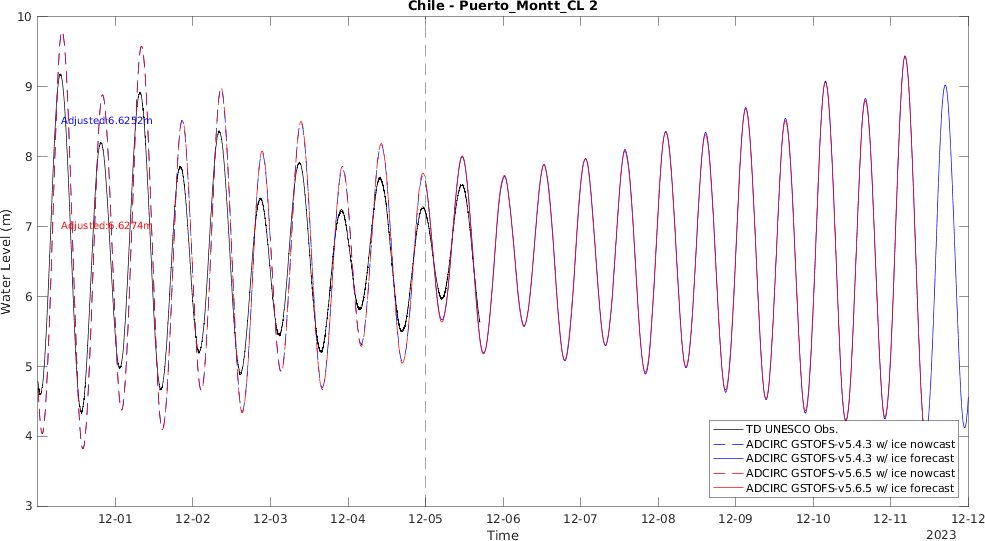 Chile - Puerto_Montt_CL 2
10
9
8
7
6
5
4
3
Water Level (m)
Adjusted:6.6252m
Adjusted:6.6274m
TD UNESCO Obs.
ADCIRC GSTOFS-v5.4.3 w/ ice nowcast
ADCIRC GSTOFS-v5.4.3 w/ ice forecast
ADCIRC GSTOFS-v5.6.5 w/ ice nowcast
ADCIRC GSTOFS-v5.6.5 w/ ice forecast
12-01 12-02 12-03 12-04 12-05 12-06 12-07 12-08 12-09 12-10 12-11 12-12
Time
2023